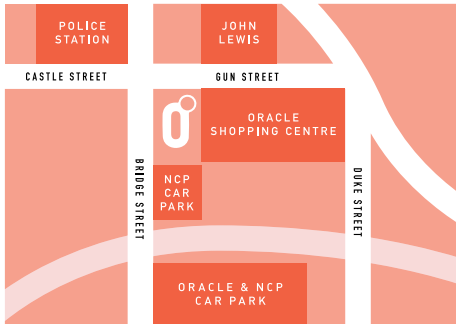 POLICE
STATION
JOHN
LEWIS
CASTLE STREET
GUN STREET
ORACLE
SHOPPING CENTRE
BRIDGE STREET
NCP
CAR
PARK
DUKE STREET
ORACLE & NCP
CAR PARK